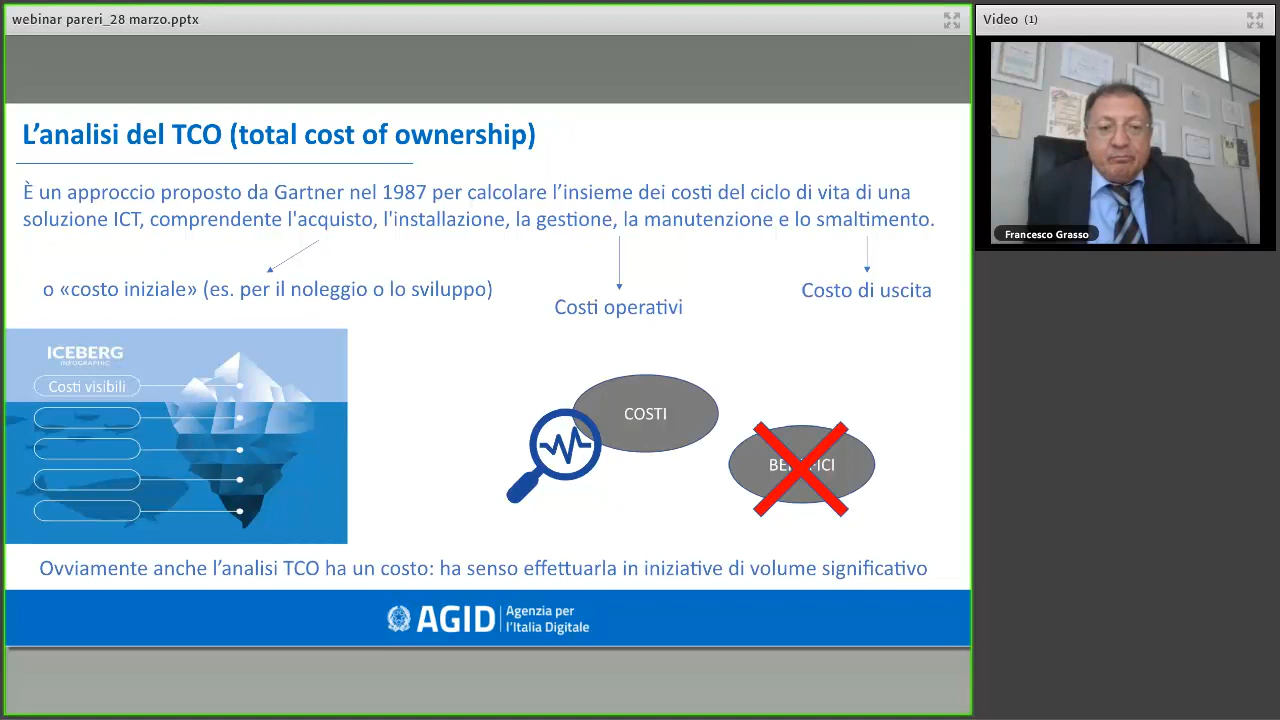 webinar pareri_28 marzo.pptx
Video (1)
L'analisi del TCO (total cost of ownership)
È un approccio proposto da Gartner nel 1987 per calcolare l'insieme dei costi del ciclo di vita di una
soluzione ICT, comprendente l'acquisto, l'installazione, la gestione, la manutenzione e lo smaltimento.
Francesco Grasso
o «costo iniziale» (es. per il noleggio o lo sviluppo)
Costi operativi
Costo di uscita
ICEBERG
INFOGRAPHIC
Costi visibili
COSTI
BENEFICI
Ovviamente anche l'analisi TCO ha un costo: ha senso effettuarla in iniziative di volume significativo
AGID
Agenzia per
l'Italia Digitale